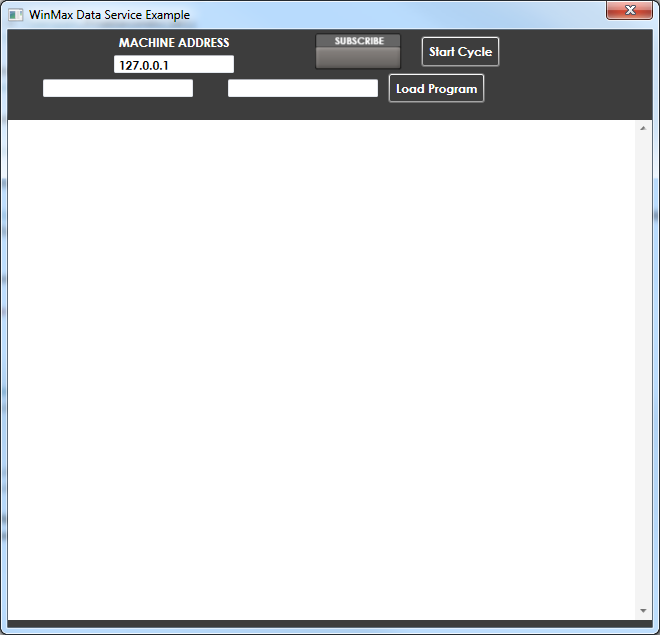 WinMax Data Service Example
MACHINE ADDRESS
SUBSCRIBE
Start Cycle
127.0.0.1
Load Program